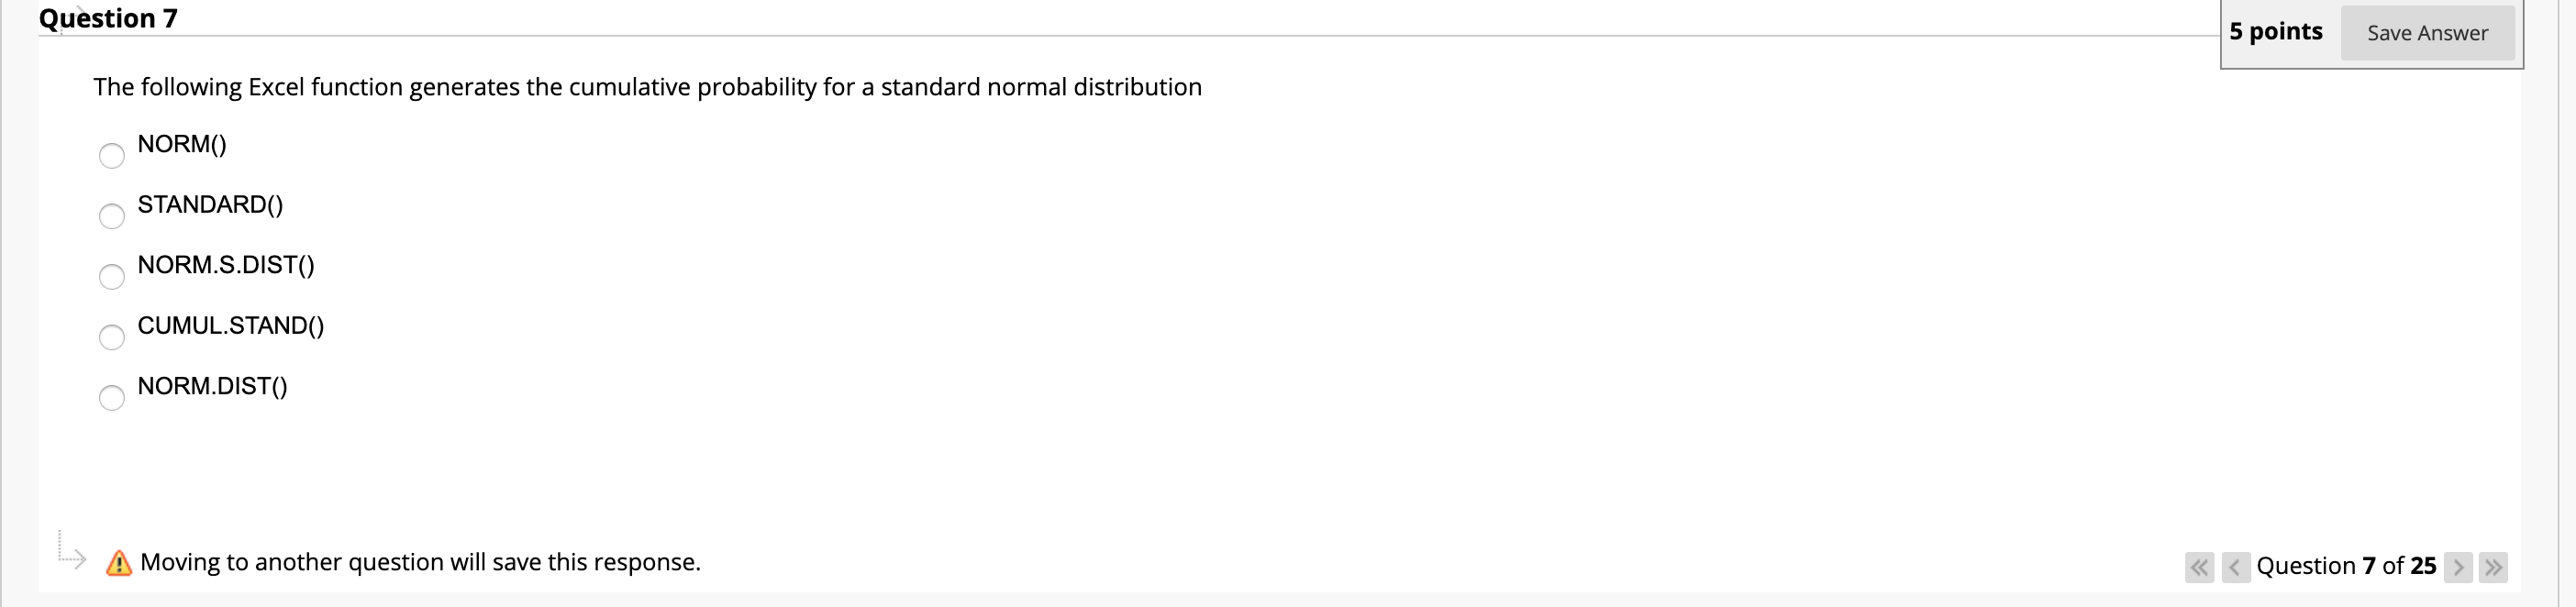 Question 7
5 points
Save Answer
The following Excel function generates the cumulative probability for a standard normal distribution
NORM()
STANDARD()
NORM.S.DIST()
CUMUL.STAND()
NORM.DIST()
Moving to another question will save this response.
Question 7 of 25